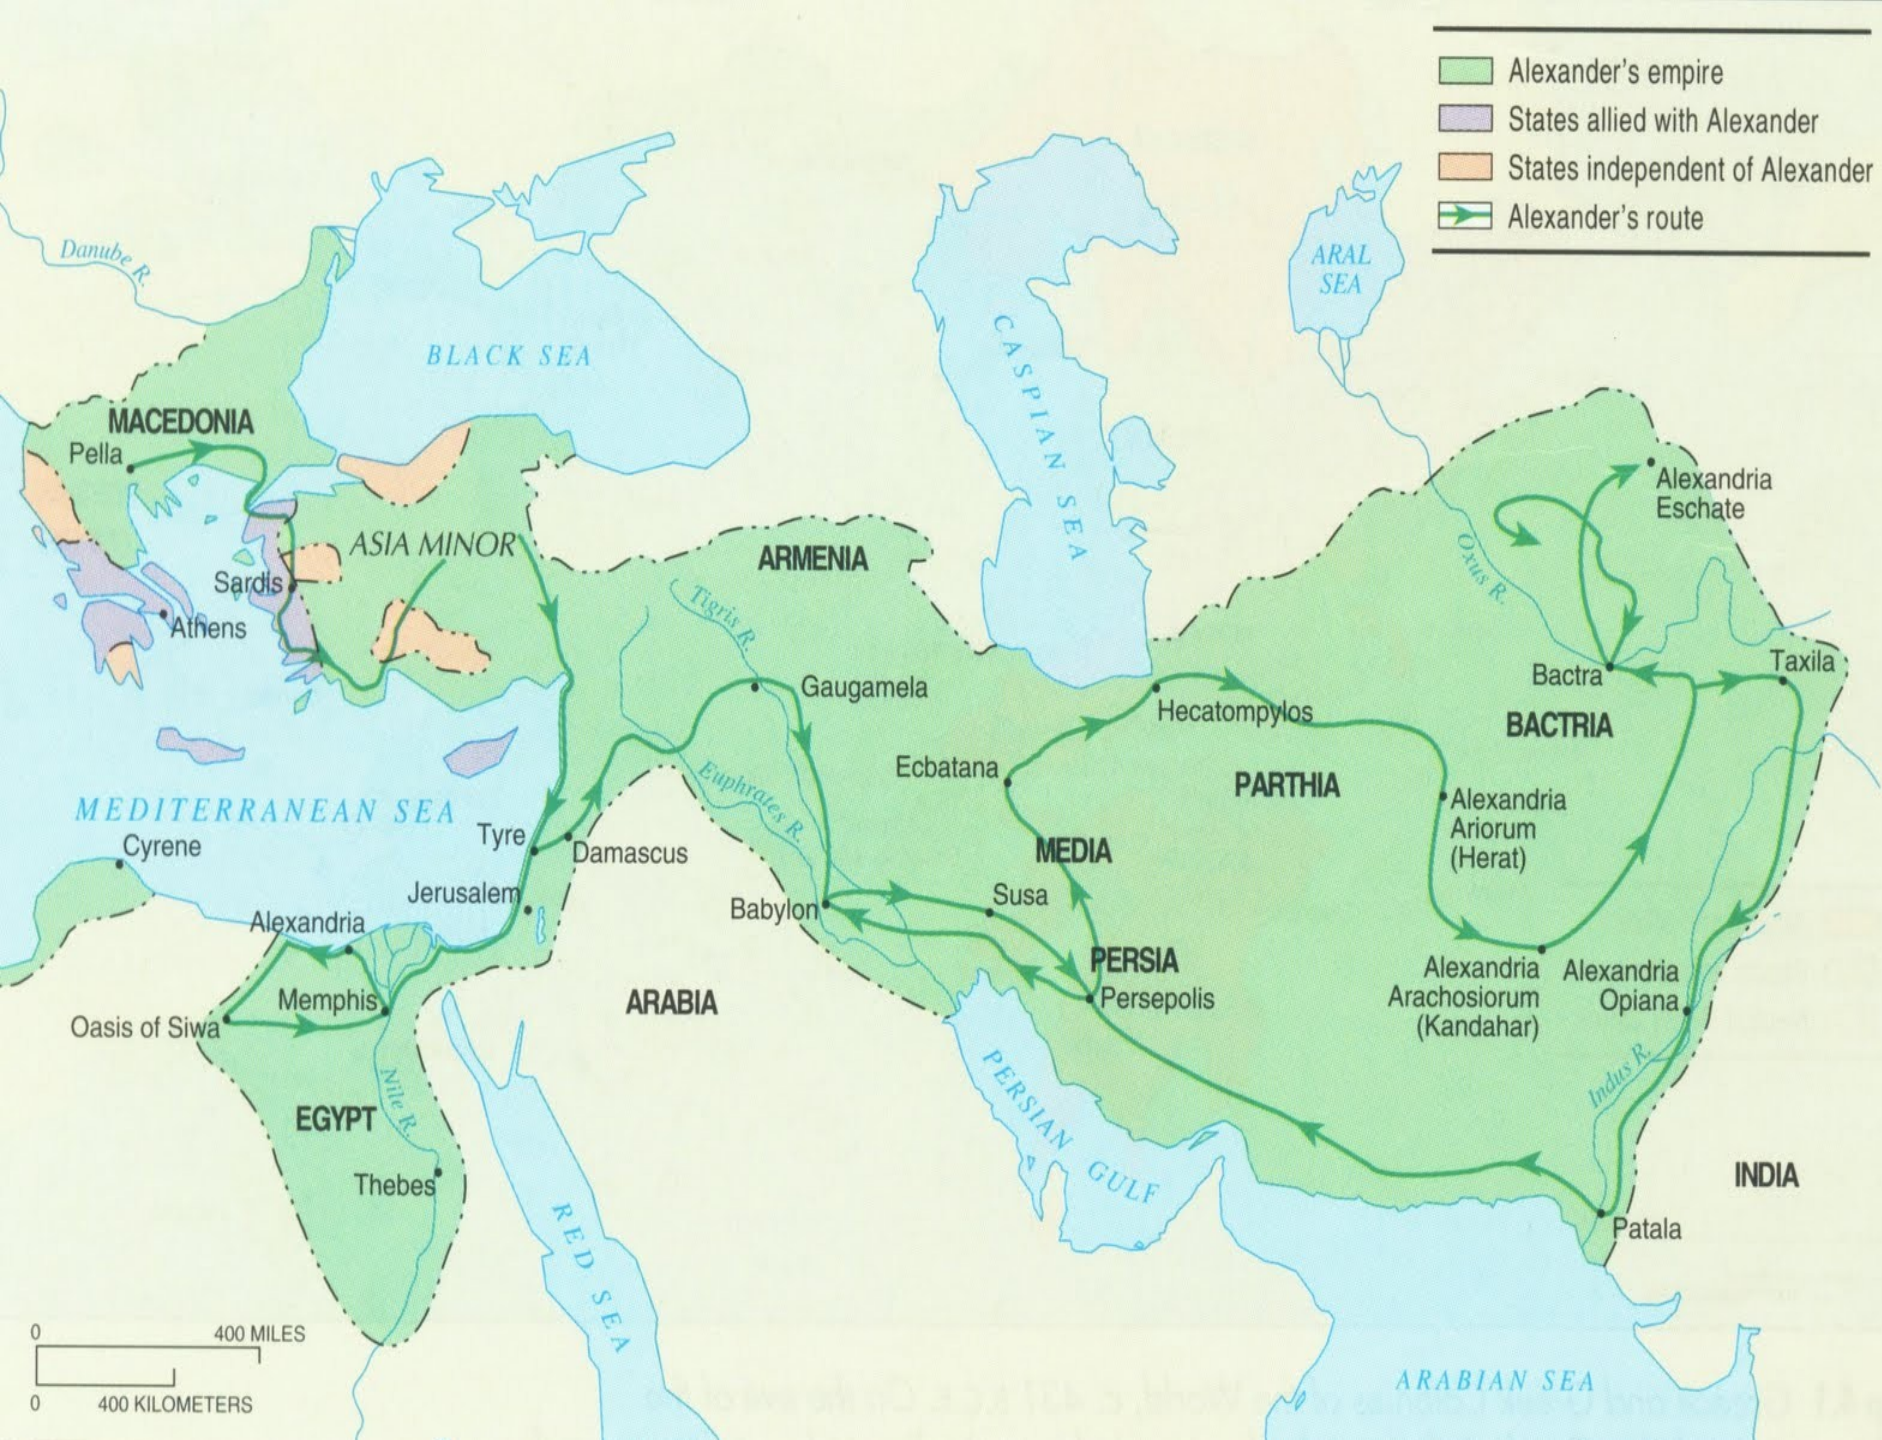 Alexander's empire
States allied with Alexander
States independent of Alexander
Alexander's route
Danube R.
BLACK SEA
CASPIAN SEA
ARAL
SEA
MACEDONIA
Pella
ASIA MINOR
ARMENIA
Sardis
Athens
Tigris R.
Gaugamela
Oxus R.
Alexandria
Eschate
Bactra
Taxila
BACTRIA
Hecatompylos
Ecbatana
PARTHIA
Alexandria
Ariorum
(Herat)
MEDIA
Euphrates R.
MEDITERRANEAN SEA
Cyrene
Tyre
Damascus
Jerusalem
Alexandria
Babylon
Susa
PERSIA
Persepolis
Alexandria
Arachosiorum
(Kandahar)
Alexandria
Opiana
Memphis
Oasis of Siwa
ARABIA
Nile R.
EGYPT
Thebes
RED SEA
PERSIAN GULF
Indus R.
INDIA
Patala
ARABIAN SEA
0 400 MILES
0 400 KILOMETERS